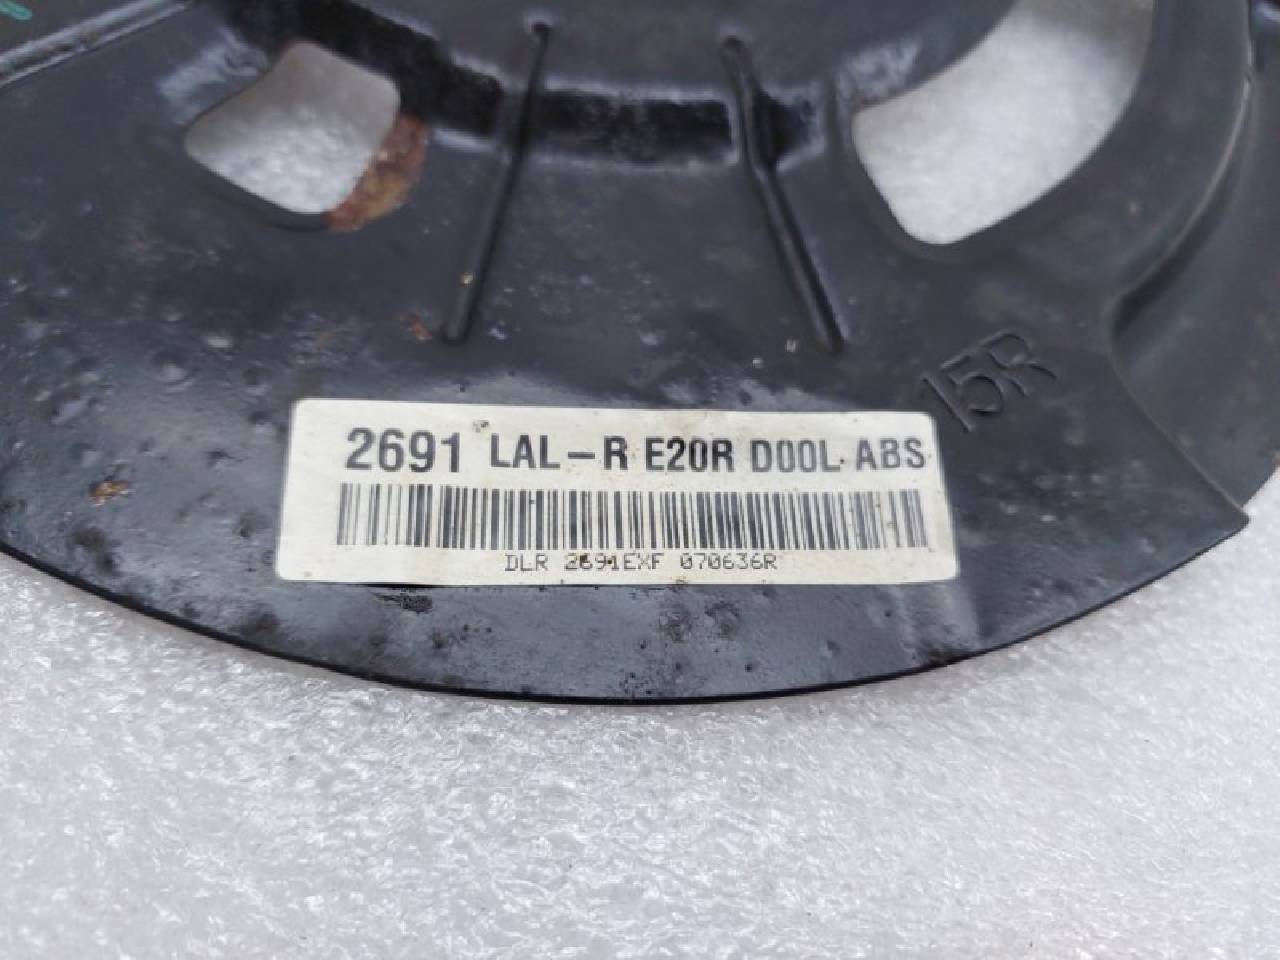 15R
2691 LAL-R E20R D00L ABS
DLR 2691EXF 070636R